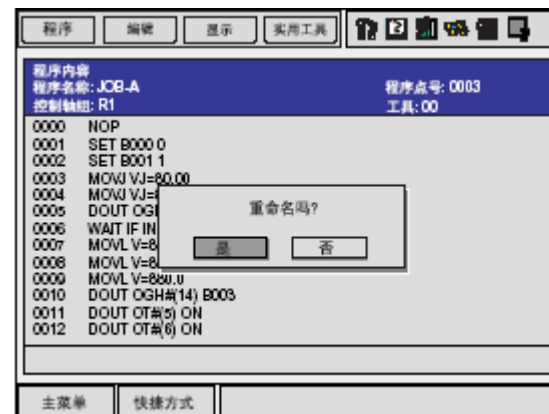 程序 编辑 显示 实用工具
程序内容
程序名称: JOB-A 程序点号: 0003
控制轴组: R1 工具: 00
0000 NOP
0001 SET B000 0
0002 SET B001 1
0003 MOVJ VJ=80.00
0004 MOVJ VJ=
0005 DOUT OGH
0006 WAIT IF IN
0007 MOVL V=8
0008 MOVL V=8
0009 MOVL V=880.0
0010 DOUT OGH#(14) B003
0011 DOUT OT#(5) ON
0012 DOUT OT#(6) ON
重命名吗?
是 否
主菜单 快捷方式